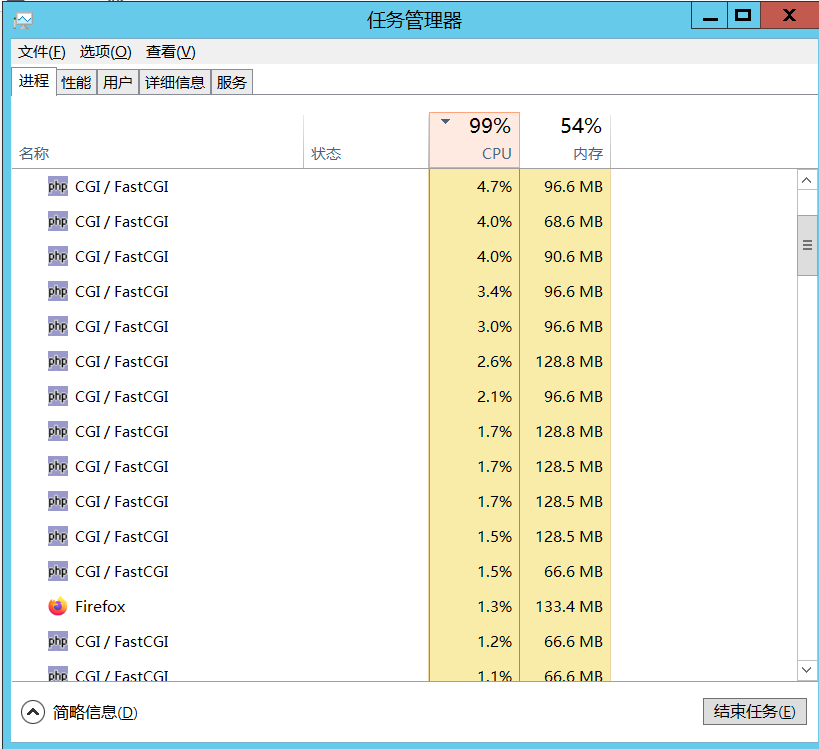 任务管理器
文件(F) 选项(O) 查看(V)
进程 性能 用户 详细信息 服务
99% 54%
名称 状态 CPU 内存
php CGI / FastCGI 4.7% 96.6 MB
php CGI / FastCGI 4.0% 68.6 MB
php CGI / FastCGI 4.0% 90.6 MB
php CGI / FastCGI 3.4% 96.6 MB
php CGI / FastCGI 3.0% 96.6 MB
php CGI / FastCGI 2.6% 128.8 MB
php CGI / FastCGI 2.1% 96.6 MB
php CGI / FastCGI 1.7% 128.8 MB
php CGI / FastCGI 1.7% 128.5 MB
php CGI / FastCGI 1.7% 128.5 MB
php CGI / FastCGI 1.5% 128.5 MB
php CGI / FastCGI 1.5% 66.6 MB
Firefox 1.3% 133.4 MB
php CGI / FastCGI 1.2% 66.6 MB
php CGI / FastCGI 1.1% 66.6 MB
简略信息(D) 结束任务(E)